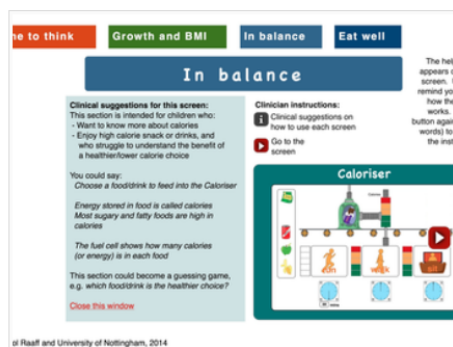 ne to think
Growth and BMI
In balance
Eat well
In balance
Clinical suggestions for this screen:
This section is intended for children who:
- Want to know more about calories
- Enjoy high calorie snack or drinks, and
who struggle to understand the benefit of
a healthier/lower calorie choice
You could say:
Choose a food/drink to feed into the Caloriser
Energy stored in food is called calories
Most sugary and fatty foods are high in
calories
The fuel cell shows how many calories
(or energy) is in each food
This section could become a guessing game,
e.g. which food/drink is the healthier choice?
Close this window
Clinician instructions:
Clinical suggestions on
how to use each screen
Go to the
screen
The hel
appears o
screen.
remind yo
how the
works.
button again
words) to
the inst
Caloriser
run
walk
sit
ol Raaff and University of Nottingham, 2014